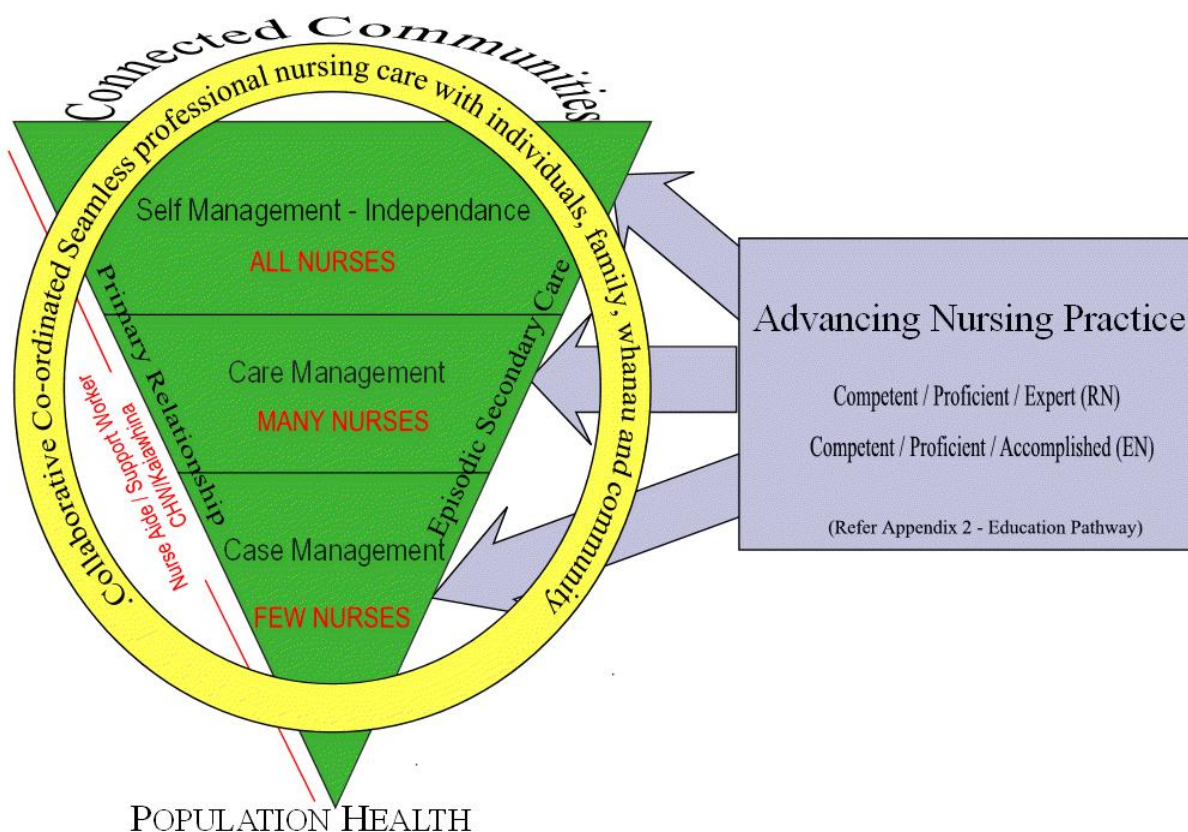 Connected Communities
Collaborative Co-ordinated Seamless professional nursing care with individuals, family, whanau and community
Self Management - Independance
ALL NURSES
Primary Relationship
Episodic Secondary Care
Care Management
MANY NURSES
Nurse Aide / Support Worker
CHW/Kaiawhina
Case Management
FEW NURSES
POPULATION HEALTH
Advancing Nursing Practice
Competent / Proficient / Expert (RN)
Competent / Proficient / Accomplished (EN)
(Refer Appendix 2 - Education Pathway)